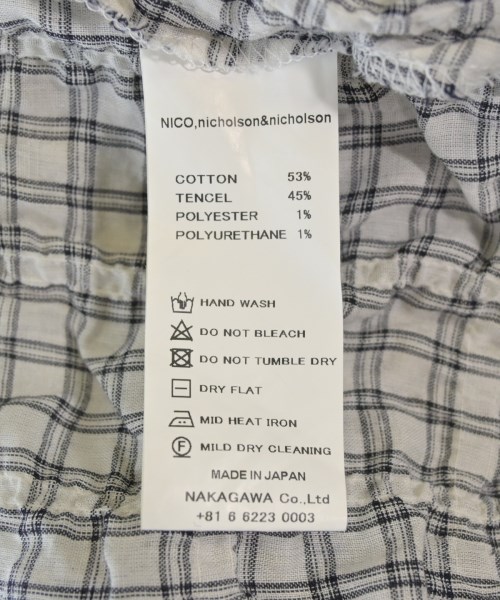 NICO,nicholson&nicholson
COTTON 53%
TENCEL 45%
POLYESTER 1%
POLYURETHANE 1%
HAND WASH
DO NOT BLEACH
DO NOT TUMBLE DRY
DRY FLAT
MID HEAT IRON
F MILD DRY CLEANING
MADE IN JAPAN
NAKAGAWA Co.,Ltd
+81 6 6223 0003